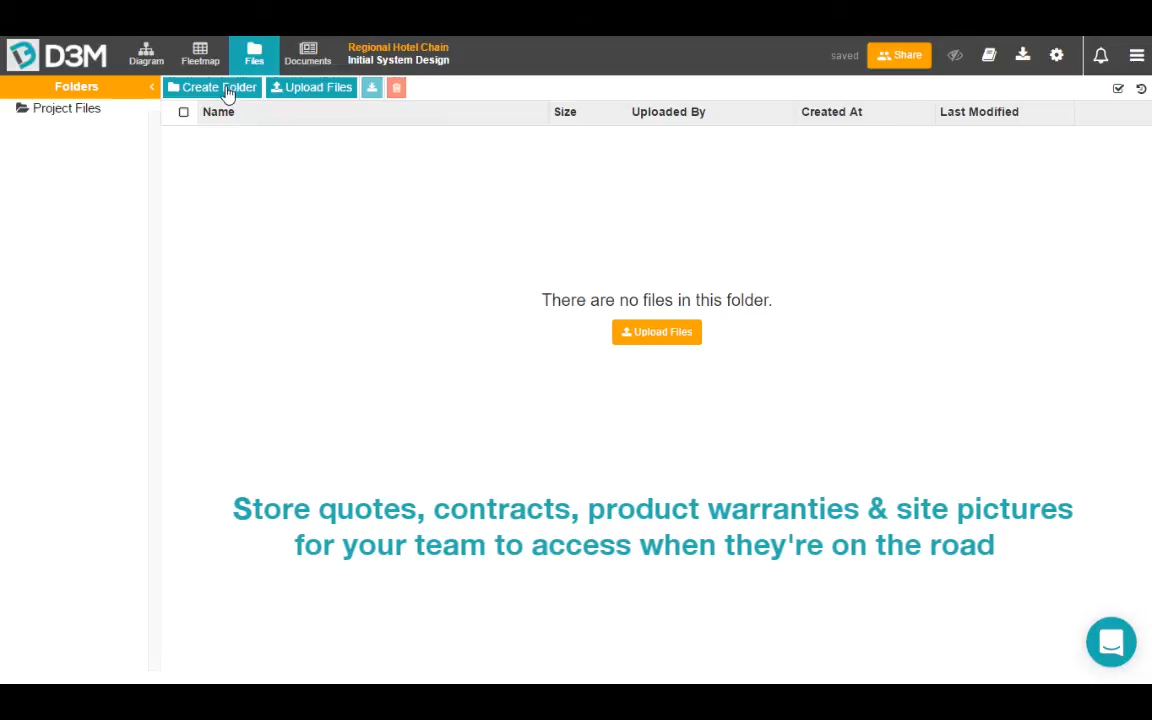 D3M
Diagram
Fleetmap
Files
Documents
Regional Hotel Chain
Initial System Design
saved
Share
Folders
Create Folder
Upload Files
Project Files
Name
Size
Uploaded By
Created At
Last Modified
There are no files in this folder.
Upload Files
Store quotes, contracts, product warranties & site pictures
for your team to access when they're on the road